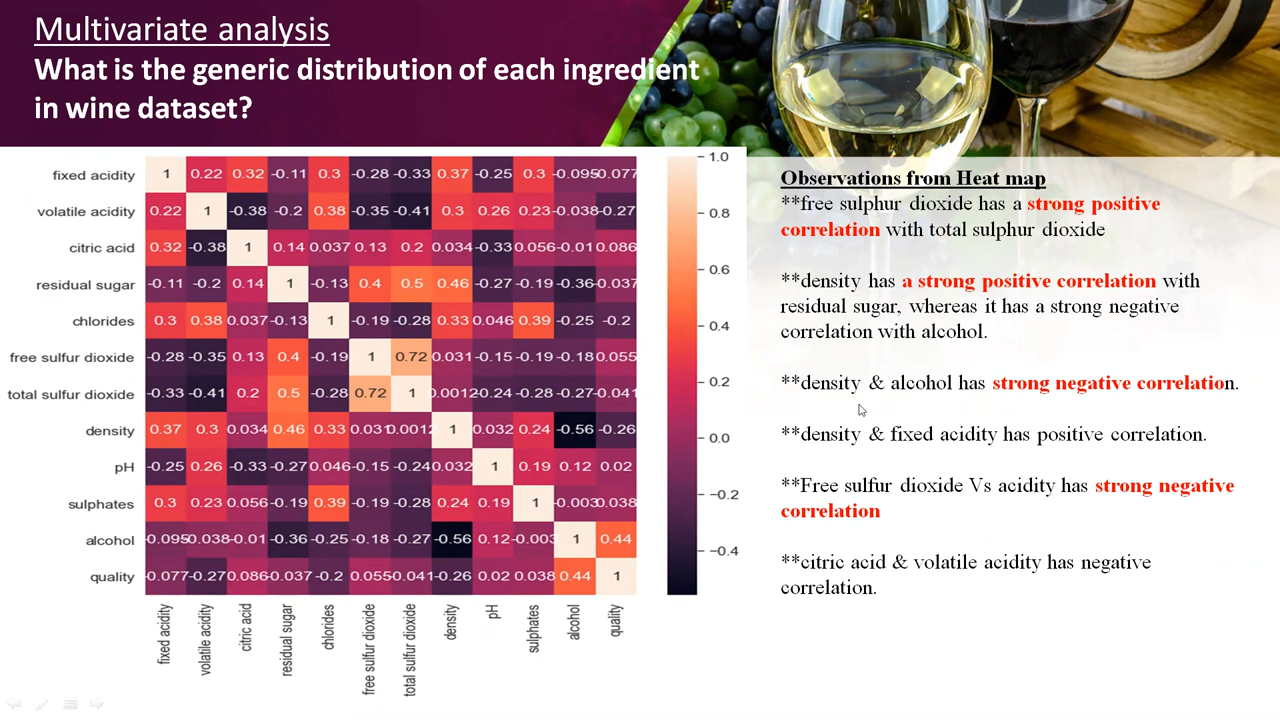 Multivariate analysis
What is the generic distribution of each ingredient
in wine dataset?
fixed acidity 1 0.22 0.32 -0.11 0.3 -0.28 -0.33 0.37 -0.25 0.3 -0.095 -0.077
volatile acidity 0.22 1 -0.38 -0.2 0.38 -0.35 -0.41 0.3 0.26 0.23 -0.038 -0.27
citric acid 0.32 -0.38 1 0.14 0.037 0.13 0.2 0.034 -0.33 0.056 -0.01 0.086
residual sugar -0.11 -0.2 0.14 1 -0.13 0.4 0.5 0.46 -0.27 -0.19 -0.36 -0.037
chlorides 0.3 0.38 0.037 -0.13 1 -0.19 -0.28 0.33 0.046 0.39 -0.25 -0.2
free sulfur dioxide -0.28 -0.35 0.13 0.4 -0.19 1 0.72 0.031 -0.15 -0.19 -0.18 0.055
total sulfur dioxide -0.33 -0.41 0.2 0.5 -0.28 0.72 1 0.0012 -0.24 -0.28 -0.27 -0.041
density 0.37 0.3 0.034 0.46 0.33 0.031 0.0012 1 0.032 0.24 -0.56 -0.26
pH -0.25 0.26 -0.33 -0.27 0.046 -0.15 -0.24 0.032 1 0.19 0.12 0.02
sulphates 0.3 0.23 0.056 -0.19 0.39 -0.19 -0.28 0.24 0.19 1 -0.003 0.038
alcohol -0.095 -0.038 -0.01 -0.36 -0.25 -0.18 -0.27 -0.56 0.12 -0.003 1 0.44
quality -0.077 -0.27 0.086 -0.037 -0.2 0.055 -0.041 -0.26 0.02 0.038 0.44 1
fixed acidity
volatile acidity
citric acid
residual sugar
chlorides
free sulfur dioxide
total sulfur dioxide
density
pH
sulphates
alcohol
quality
1.0
0.8
0.6
0.4
0.2
0.0
-0.2
-0.4
Observations from Heat map
**free sulphur dioxide has a strong positive
correlation with total sulphur dioxide
**density has a strong positive correlation with
residual sugar, whereas it has a strong negative
correlation with alcohol.
**density & alcohol has strong negative correlation.
**density & fixed acidity has positive correlation.
**Free sulfur dioxide Vs acidity has strong negative
correlation
**citric acid & volatile acidity has negative
correlation.